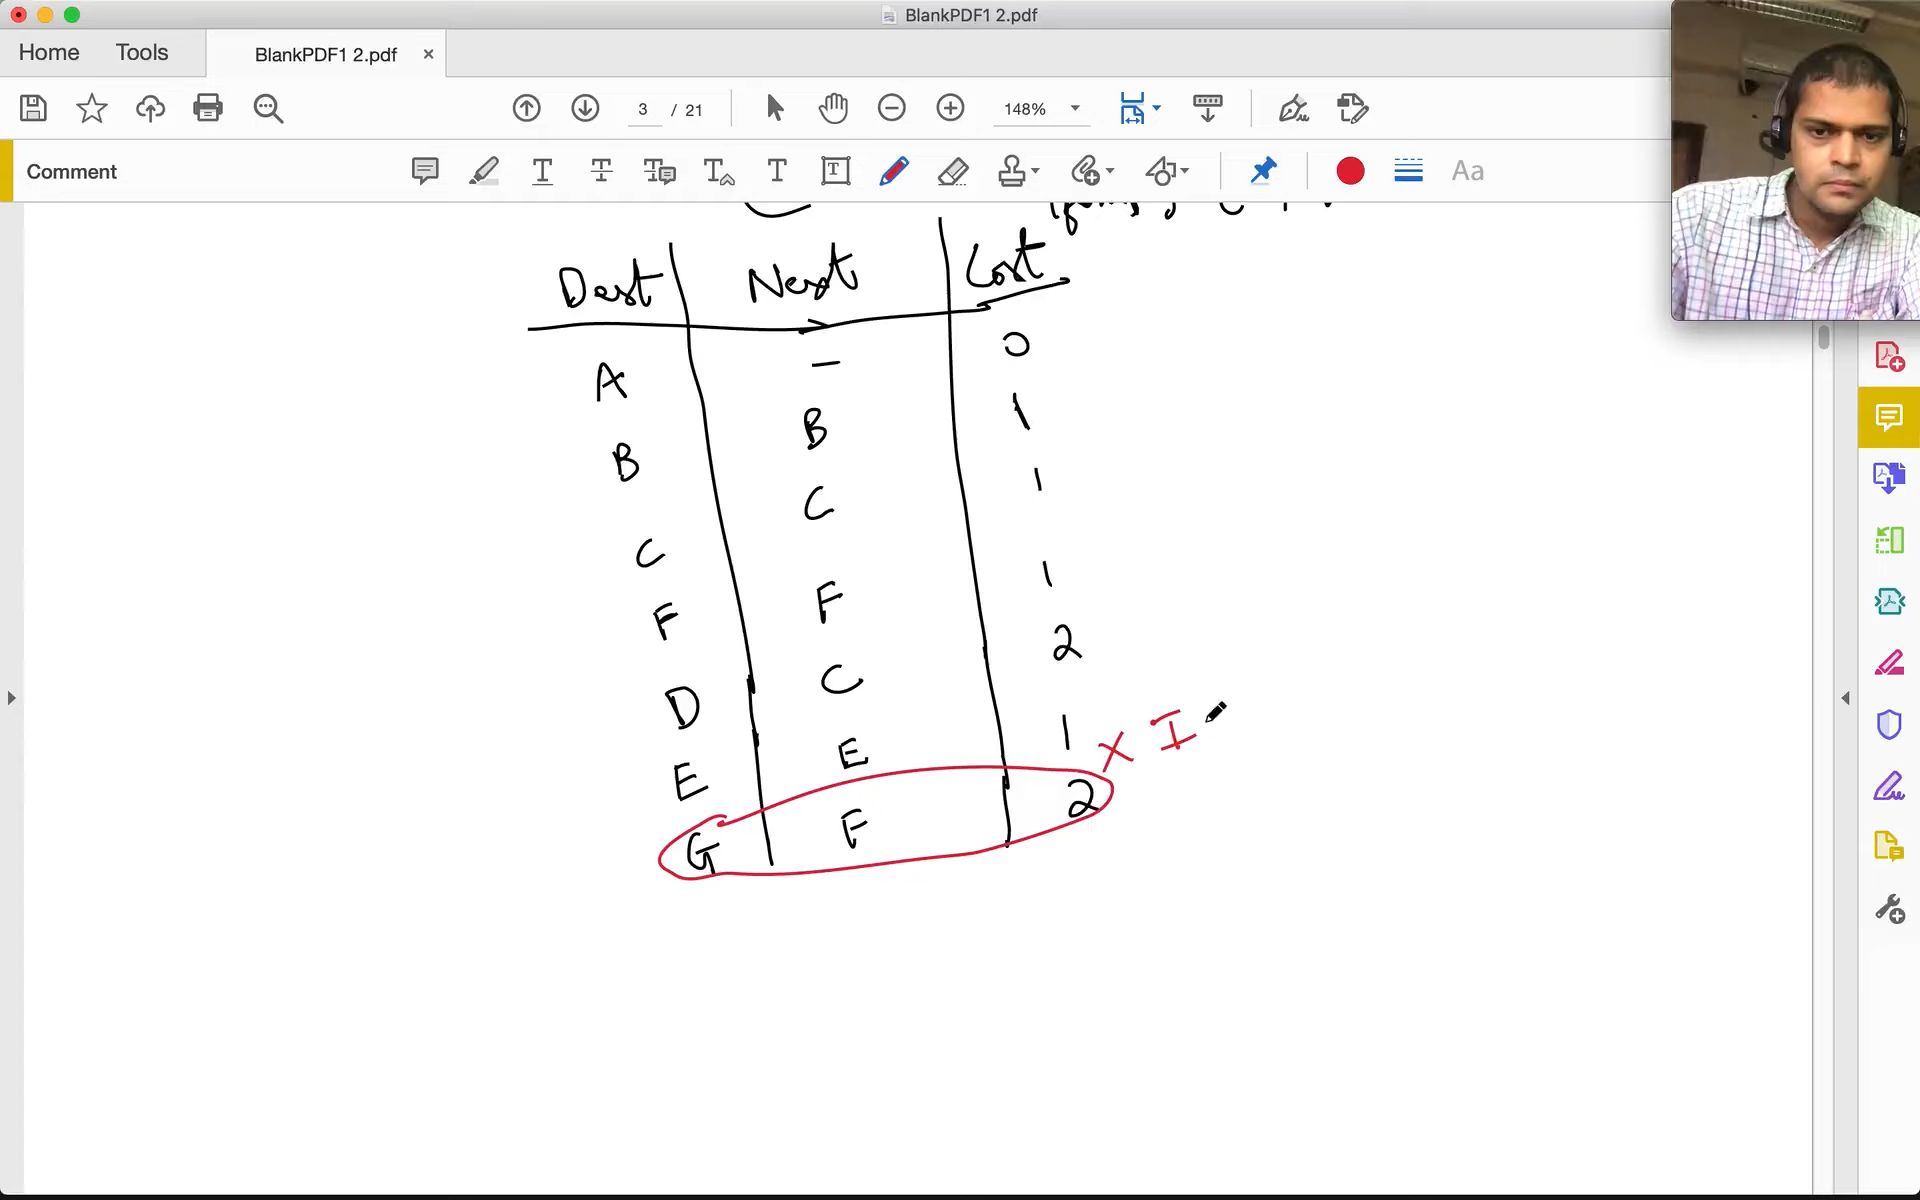 BlankPDF1 2.pdf
Home Tools BlankPDF1 2.pdf ×
3 / 21 148%
Comment Aa
Dest Next Cost
A — 0
B B 1
C C 1
F F 1
D C 2
E E 1 X I
G F 2